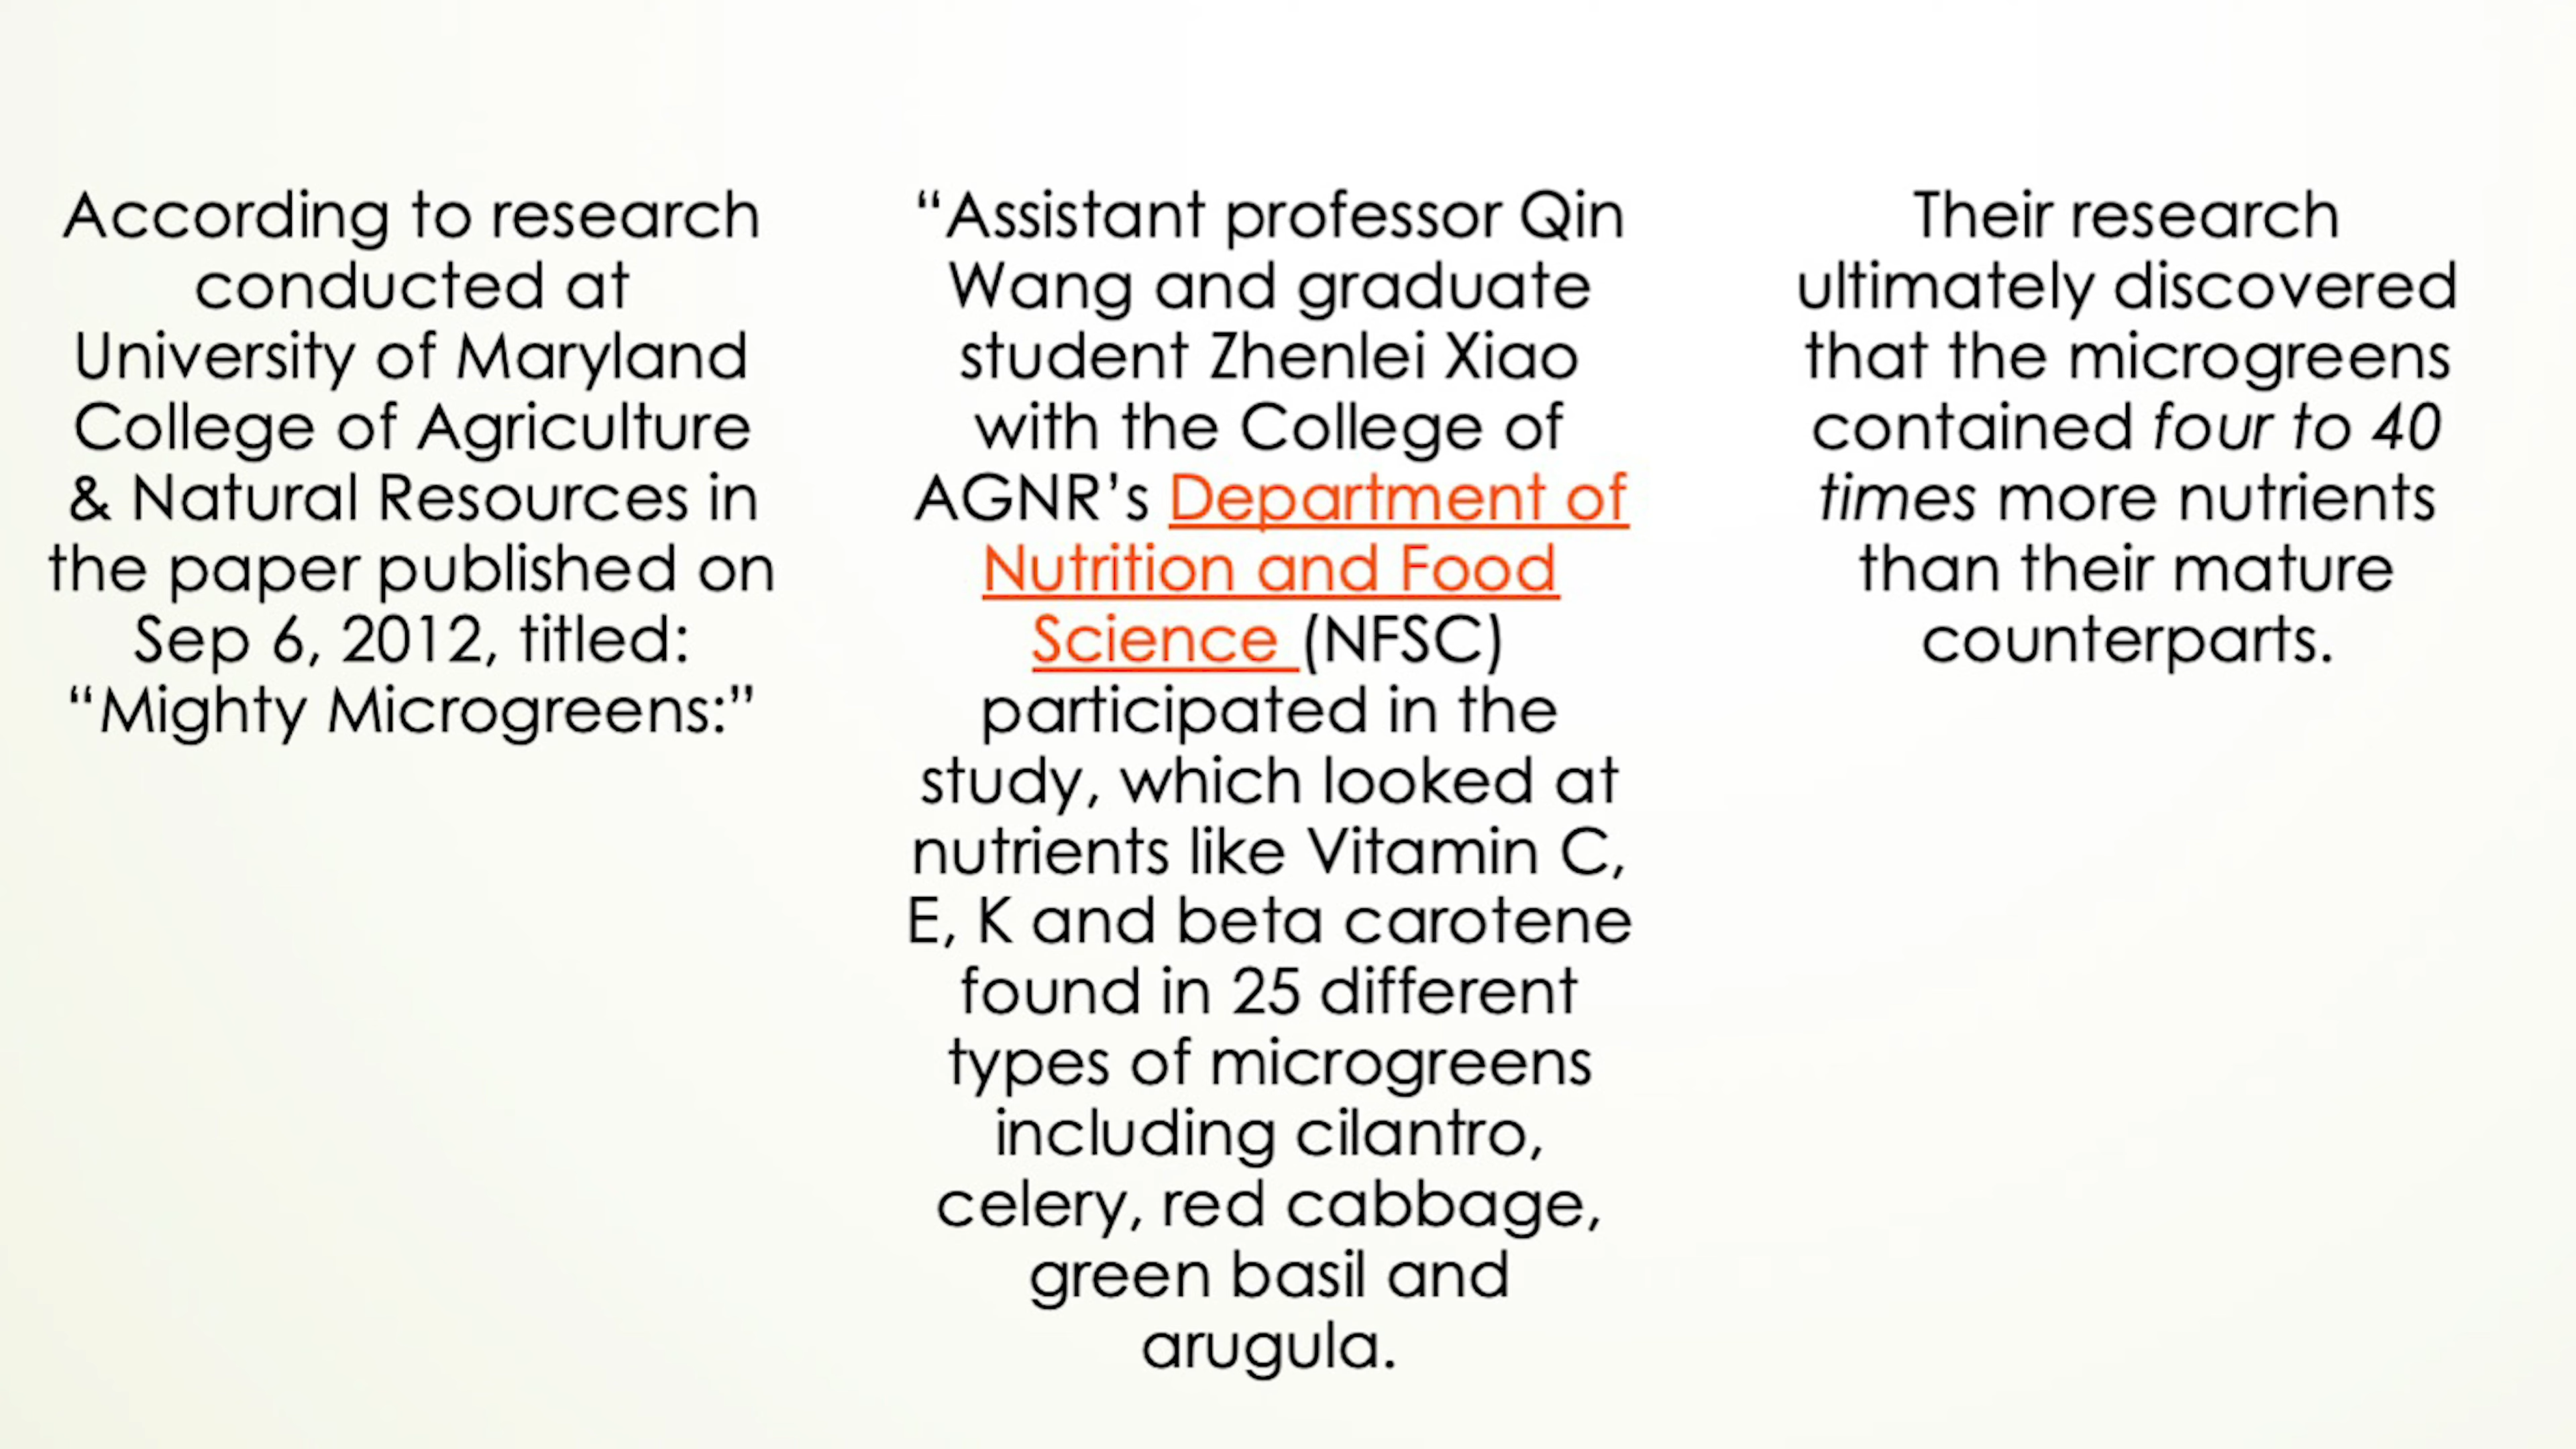 According to research
conducted at
University of Maryland
College of Agriculture
& Natural Resources in
the paper published on
Sep 6, 2012, titled:
“Mighty Microgreens:”
“Assistant professor Qin
Wang and graduate
student Zhenlei Xiao
with the College of
AGNR’s Department of
Nutrition and Food
Science (NFSC)
participated in the
study, which looked at
nutrients like Vitamin C,
E, K and beta carotene
found in 25 different
types of microgreens
including cilantro,
celery, red cabbage,
green basil and
arugula.
Their research
ultimately discovered
that the microgreens
contained four to 40
times more nutrients
than their mature
counterparts.